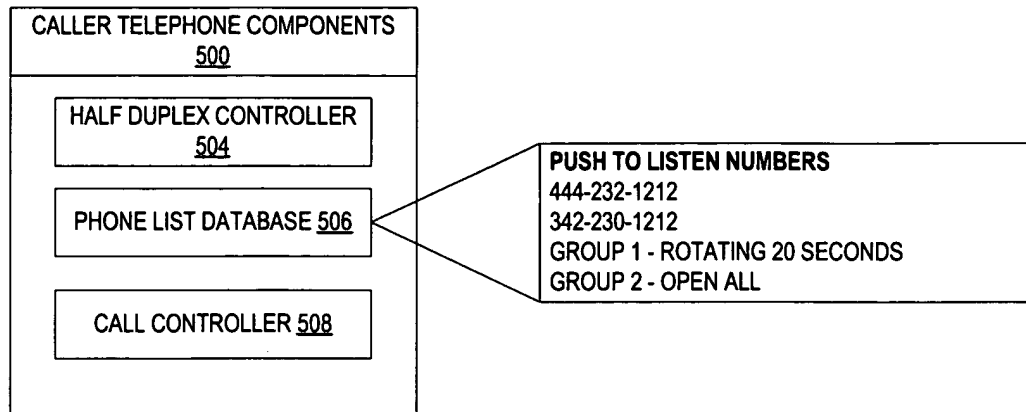 CALLER TELEPHONE COMPONENTS
500
HALF DUPLEX CONTROLLER
504
PHONE LIST DATABASE 506
CALL CONTROLLER 508
PUSH TO LISTEN NUMBERS
444-232-1212
342-230-1212
GROUP 1 - ROTATING 20 SECONDS
GROUP 2 - OPEN ALL